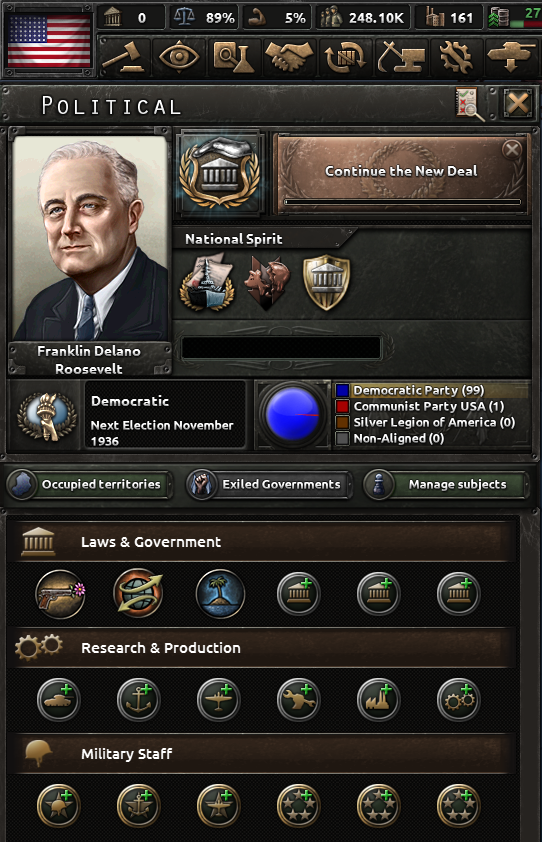 0 89% 5% 248.10K 161 27
POLITICAL
Continue the New Deal
National Spirit
Franklin Delano
Roosevelt
Democratic
Next Election November
1936
Democratic Party (99)
Communist Party USA (1)
Silver Legion of America (0)
Non-Aligned (0)
Occupied territories
Exiled Governments
Manage subjects
Laws & Government
Research & Production
Military Staff